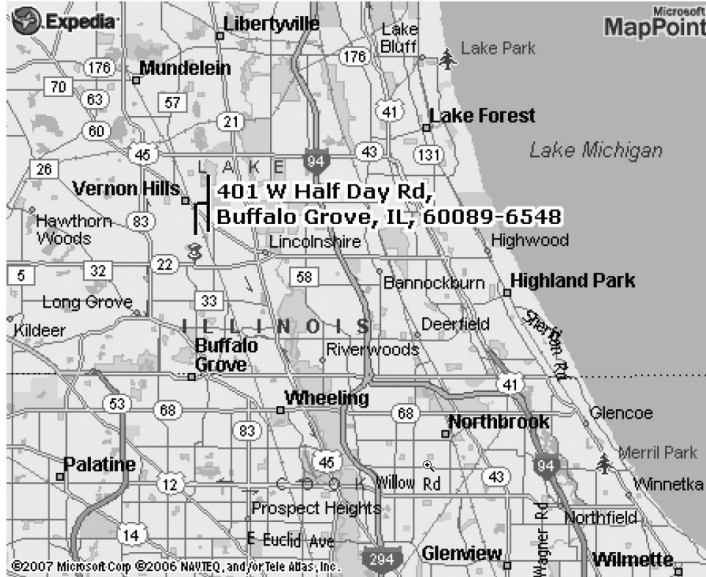 Expedia
Microsoft
MapPoint
Libertyville
45
Lake
Bluff
Lake Park
176
176
Mundelein
70
63
57
41
Lake Forest
60
21
45
94
43
131
Lake Michigan
26
L A K E
Vernon Hills
401 W Half Day Rd,
Buffalo Grove, IL, 60089-6548
Hawthorn
Woods
83
Lincolnshire
Highwood
5
32
22
58
Bannockburn
Highland Park
Long Grove
33
Kildeer
I L L I N O I S
Deerfield
Sheridan Rd
Buffalo
Grove
Riverwoods
41
53
68
Wheeling
68
Glencoe
83
Northbrook
Palatine
45
94
Merril Park
12
C O O K
Willow Rd
43
Winnetka
Prospect Heights
Northfield
14
E Euclid Ave
Wagner Rd
294
Glenview
Wilmette
©2007 Microsoft Corp ©2006 NAVTEQ, and/or Tele Atlas, Inc.